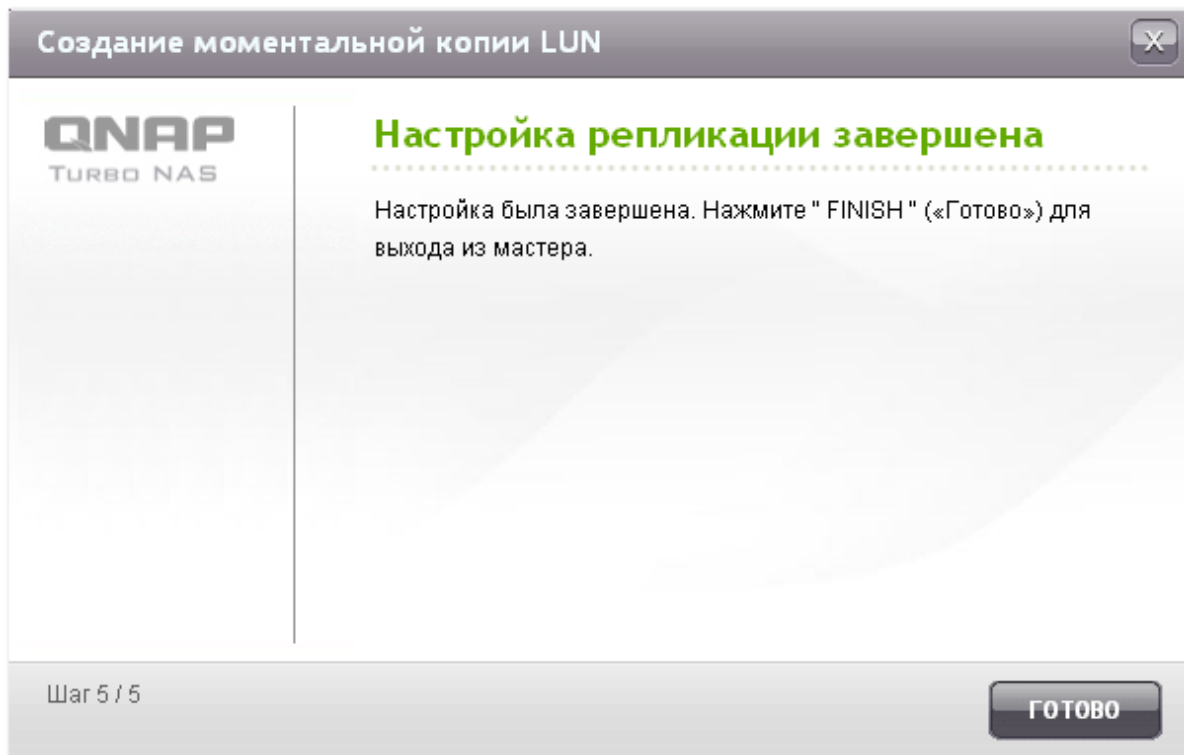 Создание моментальной копии LUN
X
QNAP
TURBO NAS
Настройка репликации завершена
Настройка была завершена. Нажмите " FINISH " («Готово») для
выхода из мастера.
Шаг 5 / 5
ГОТОВО